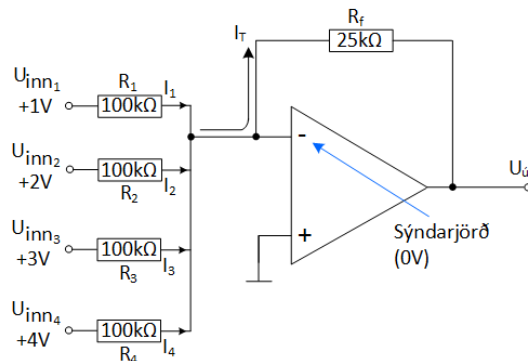 R_f
25kΩ
I_T
U_inn1
+1V
R_1
100kΩ
I_1
U_inn2
+2V
100kΩ
R_2
I_2
U_inn3
+3V
100kΩ
R_3
I_3
U_inn4
+4V
100kΩ
R_4
I_4
-
+
Sýndarjörð
(0V)
U_ú